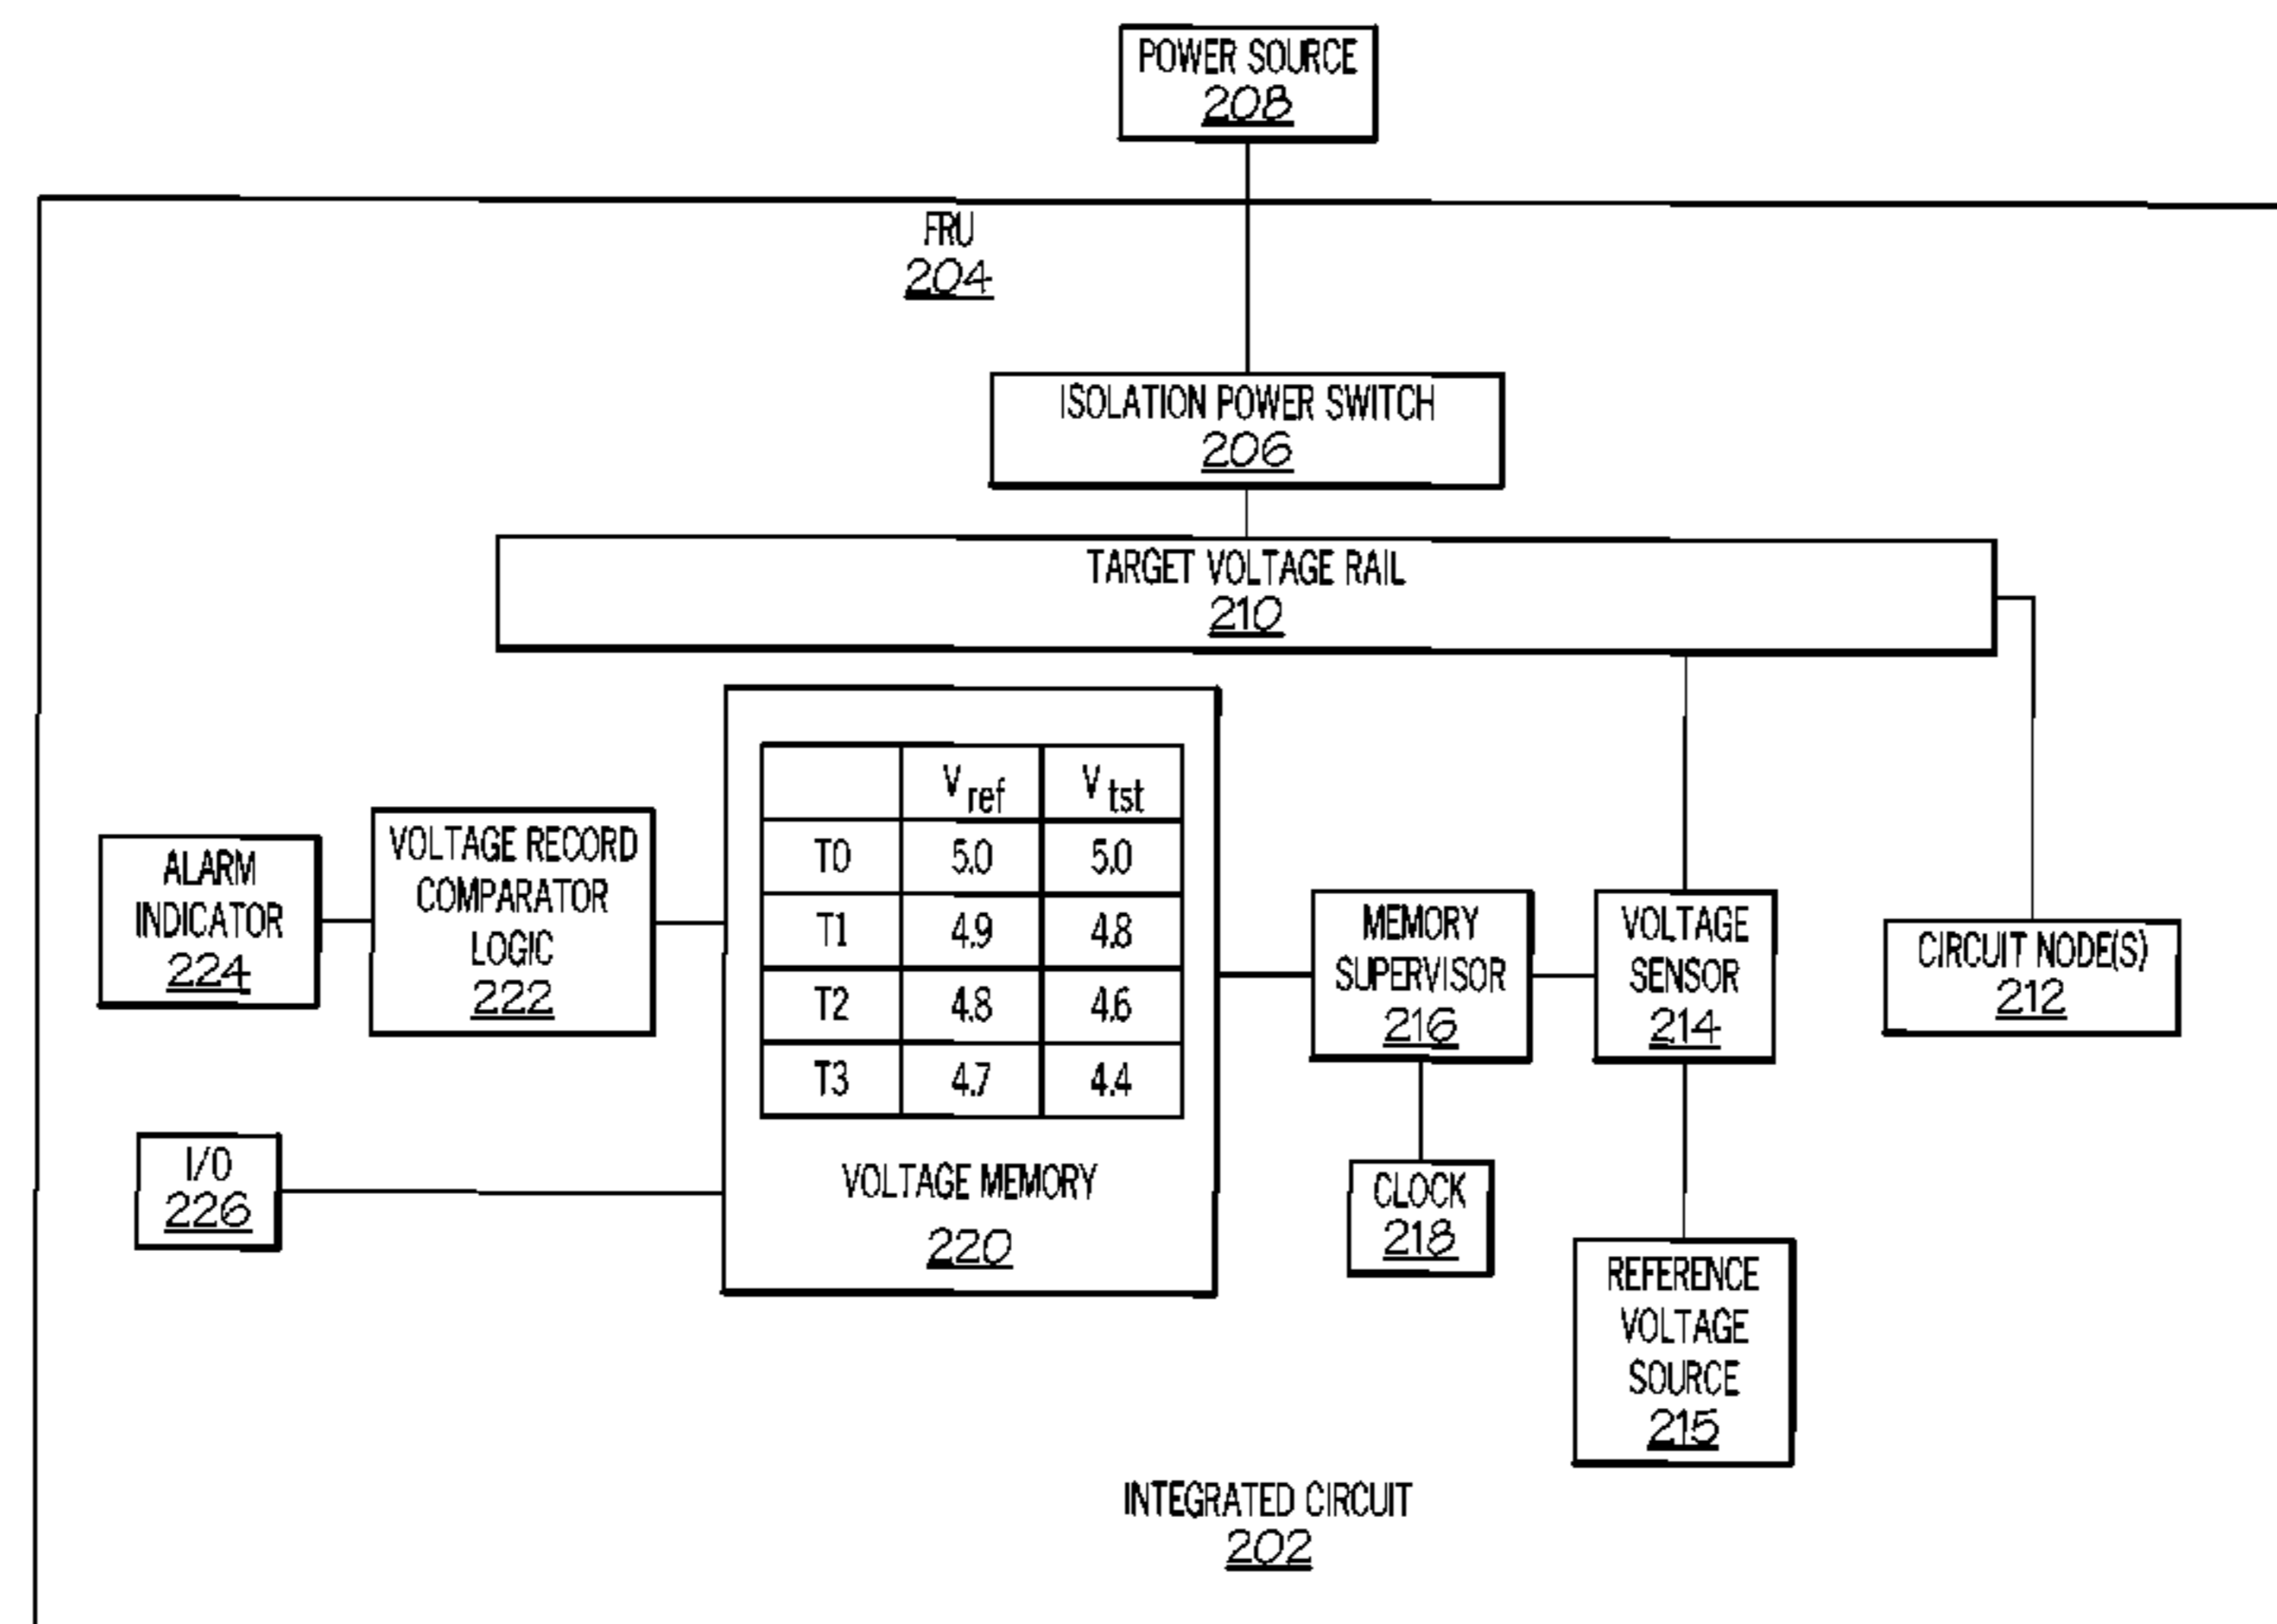 POWER SOURCE
208
FRU
204
ISOLATION POWER SWITCH
206
TARGET VOLTAGE RAIL
210
V ref V tst
T0 5.0 5.0
T1 4.9 4.8
T2 4.8 4.6
T3 4.7 4.4
VOLTAGE MEMORY
220
ALARM
INDICATOR
224
VOLTAGE RECORD
COMPARATOR
LOGIC
222
I/O
226
MEMORY
SUPERVISOR
216
CLOCK
218
VOLTAGE
SENSOR
214
CIRCUIT NODE(S)
212
REFERENCE
VOLTAGE
SOURCE
215
INTEGRATED CIRCUIT
202